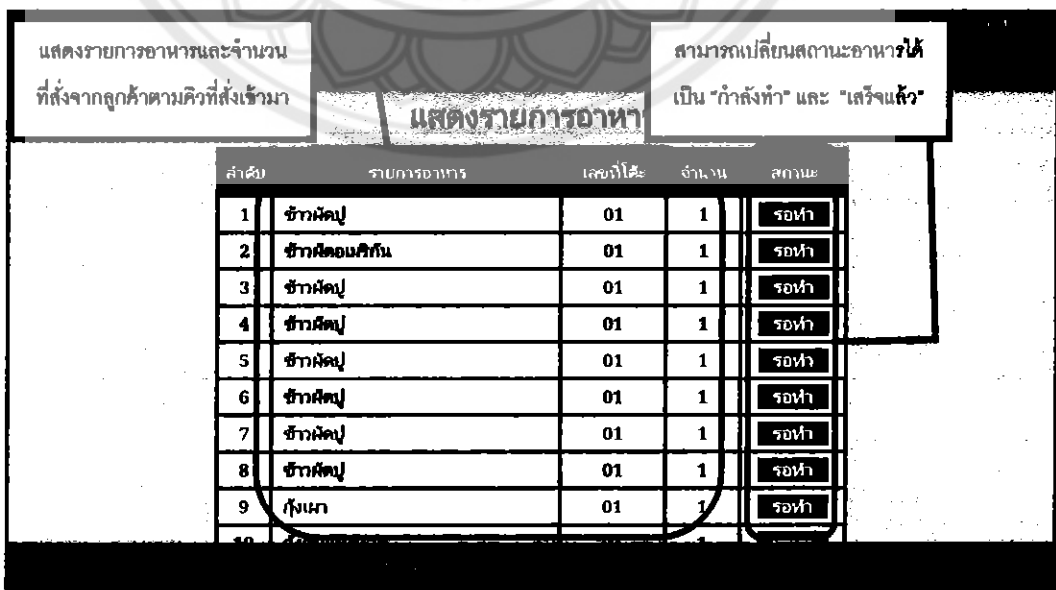 แสดงรายการอาหารและจำนวน
ที่สั่งจากลูกค้าตามคิวที่สั่งเข้ามา
สามารถเปลี่ยนสถานะอาหารได้
เป็น "กำลังทำ" และ "เสร็จแล้ว"
แสดงรายการอาหา
ลำดับ รายการอาหาร เลขที่โต๊ะ จำนวน สถานะ
1 ข้าวผัดปู 01 1 รอทำ
2 ข้าวผัดอเมริกัน 01 1 รอทำ
3 ข้าวผัดปู 01 1 รอทำ
4 ข้าวผัดปู 01 1 รอทำ
5 ข้าวผัดปู 01 1 รอทำ
6 ข้าวผัดปู 01 1 รอทำ
7 ข้าวผัดปู 01 1 รอทำ
8 ข้าวผัดปู 01 1 รอทำ
9 กุ้งเผา 01 1 รอทำ